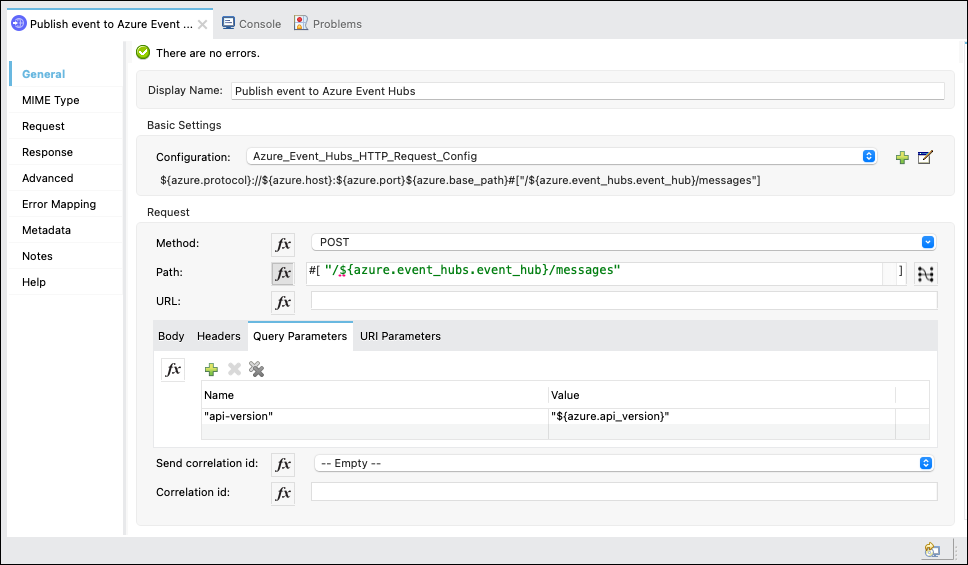 Publish event to Azure Event ... Console Problems
There are no errors.
General
MIME Type
Request
Response
Advanced
Error Mapping
Metadata
Notes
Help
Display Name: Publish event to Azure Event Hubs
Basic Settings
Configuration: Azure_Event_Hubs_HTTP_Request_Config
${azure.protocol}://${azure.host}:${azure.port}${azure.base_path}#["/${azure.event_hubs.event_hub}/messages"]
Request
Method: fx POST
Path: fx #[ "/${azure.event_hubs.event_hub}/messages" ]
URL: fx
Body Headers Query Parameters URI Parameters
fx
Name Value
"api-version" "${azure.api_version}"
Send correlation id: fx -- Empty --
Correlation id: fx